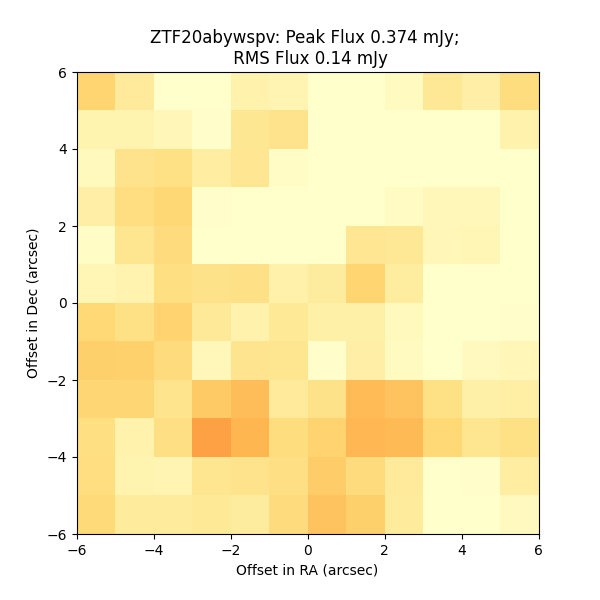 ZTF20abywspv: Peak Flux 0.374 mJy;
RMS Flux 0.14 mJy
6
4
2
0
−2
−4
−6
Offset in Dec (arcsec)
−6 −4 −2 0 2 4 6
Offset in RA (arcsec)